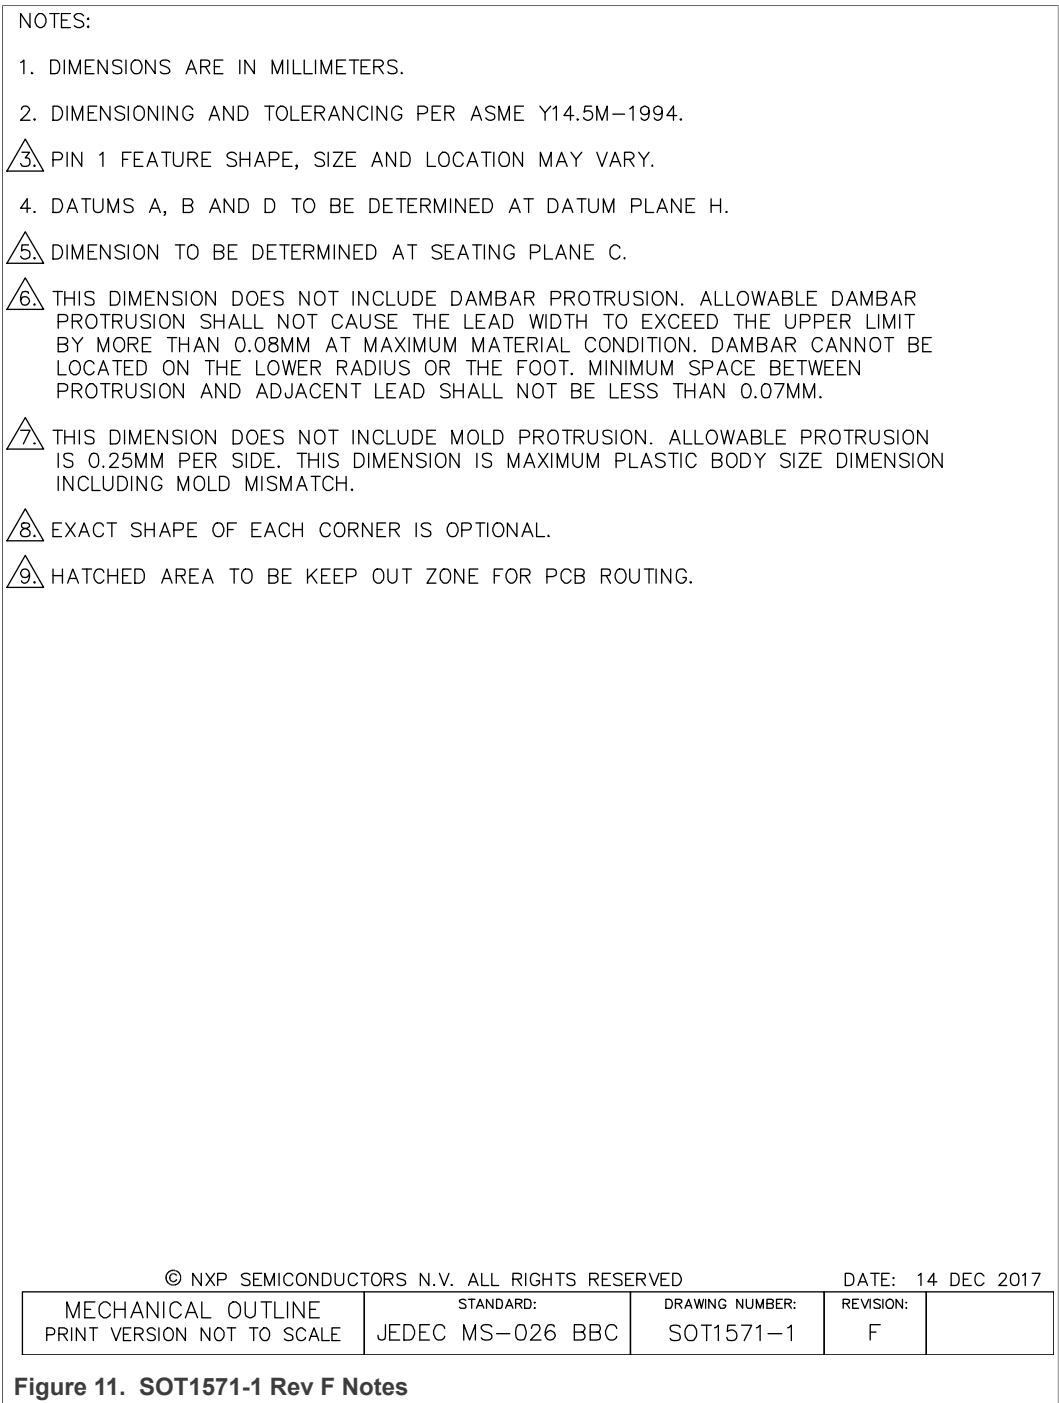 NOTES:
1. DIMENSIONS ARE IN MILLIMETERS.
2. DIMENSIONING AND TOLERANCING PER ASME Y14.5M−1994.
3. PIN 1 FEATURE SHAPE, SIZE AND LOCATION MAY VARY.
4. DATUMS A, B AND D TO BE DETERMINED AT DATUM PLANE H.
5. DIMENSION TO BE DETERMINED AT SEATING PLANE C.
6. THIS DIMENSION DOES NOT INCLUDE DAMBAR PROTRUSION. ALLOWABLE DAMBAR
PROTRUSION SHALL NOT CAUSE THE LEAD WIDTH TO EXCEED THE UPPER LIMIT
BY MORE THAN 0.08MM AT MAXIMUM MATERIAL CONDITION. DAMBAR CANNOT BE
LOCATED ON THE LOWER RADIUS OR THE FOOT. MINIMUM SPACE BETWEEN
PROTRUSION AND ADJACENT LEAD SHALL NOT BE LESS THAN 0.07MM.
7. THIS DIMENSION DOES NOT INCLUDE MOLD PROTRUSION. ALLOWABLE PROTRUSION
IS 0.25MM PER SIDE. THIS DIMENSION IS MAXIMUM PLASTIC BODY SIZE DIMENSION
INCLUDING MOLD MISMATCH.
8. EXACT SHAPE OF EACH CORNER IS OPTIONAL.
9. HATCHED AREA TO BE KEEP OUT ZONE FOR PCB ROUTING.
© NXP SEMICONDUCTORS N.V. ALL RIGHTS RESERVED DATE: 14 DEC 2017
MECHANICAL OUTLINE STANDARD: DRAWING NUMBER: REVISION:
PRINT VERSION NOT TO SCALE JEDEC MS−026 BBC SOT1571−1 F
Figure 11. SOT1571-1 Rev F Notes